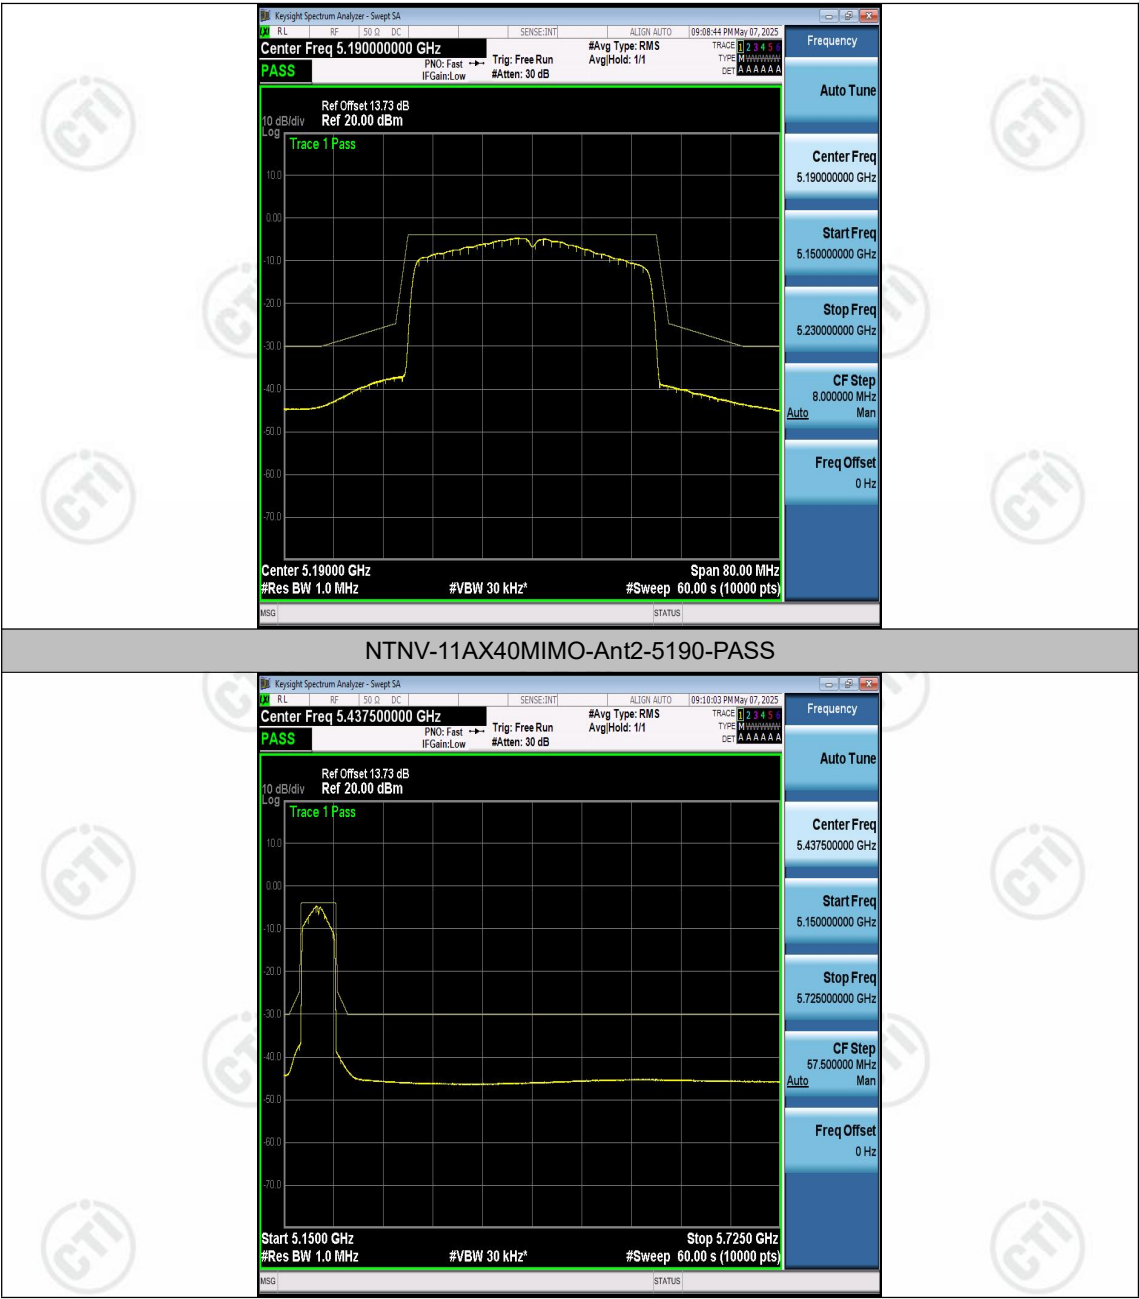 Keysight Spectrum Analyzer - Swept SA
RL RF 50 Ω DC SENSE:INT ALIGN AUTO 09:08:44 PM May 07, 2025
Center Freq 5.190000000 GHz
#Avg Type: RMS
TRACE 1 2 3 4 5 6
PASS
PNO: Fast
Trig: Free Run
Avg|Hold: 1/1
TYPE M W W W W W
IFGain:Low
#Atten: 30 dB
DET A A A A A A
Ref Offset 13.73 dB
10 dB/div Ref 20.00 dBm
Log
Trace 1 Pass
10.0
0.00
-10.0
-20.0
-30.0
-40.0
-50.0
-60.0
-70.0
Center 5.19000 GHz
Span 80.00 MHz
#Res BW 1.0 MHz
#VBW 30 kHz*
#Sweep 60.00 s (10000 pts)
MSG
STATUS
Frequency
Auto Tune
Center Freq
5.190000000 GHz
Start Freq
5.150000000 GHz
Stop Freq
5.230000000 GHz
CF Step
8.000000 MHz
Auto Man
Freq Offset
0 Hz
NTNV-11AX40MIMO-Ant2-5190-PASS
Keysight Spectrum Analyzer - Swept SA
RL RF 50 Ω DC SENSE:INT ALIGN AUTO 09:10:03 PM May 07, 2025
Center Freq 5.437500000 GHz
#Avg Type: RMS
TRACE 1 2 3 4 5 6
PASS
PNO: Fast
Trig: Free Run
Avg|Hold: 1/1
TYPE M W W W W W
IFGain:Low
#Atten: 30 dB
DET A A A A A A
Ref Offset 13.73 dB
10 dB/div Ref 20.00 dBm
Log
Trace 1 Pass
10.0
0.00
-10.0
-20.0
-30.0
-40.0
-50.0
-60.0
-70.0
Start 5.1500 GHz
Stop 5.7250 GHz
#Res BW 1.0 MHz
#VBW 30 kHz*
#Sweep 60.00 s (10000 pts)
MSG
STATUS
Frequency
Auto Tune
Center Freq
5.437500000 GHz
Start Freq
5.150000000 GHz
Stop Freq
5.725000000 GHz
CF Step
57.500000 MHz
Auto Man
Freq Offset
0 Hz
CTI
CTI
CTI
CTI
CTI
CTI
CTI
CTI
CTI
CTI
CTI
CTI